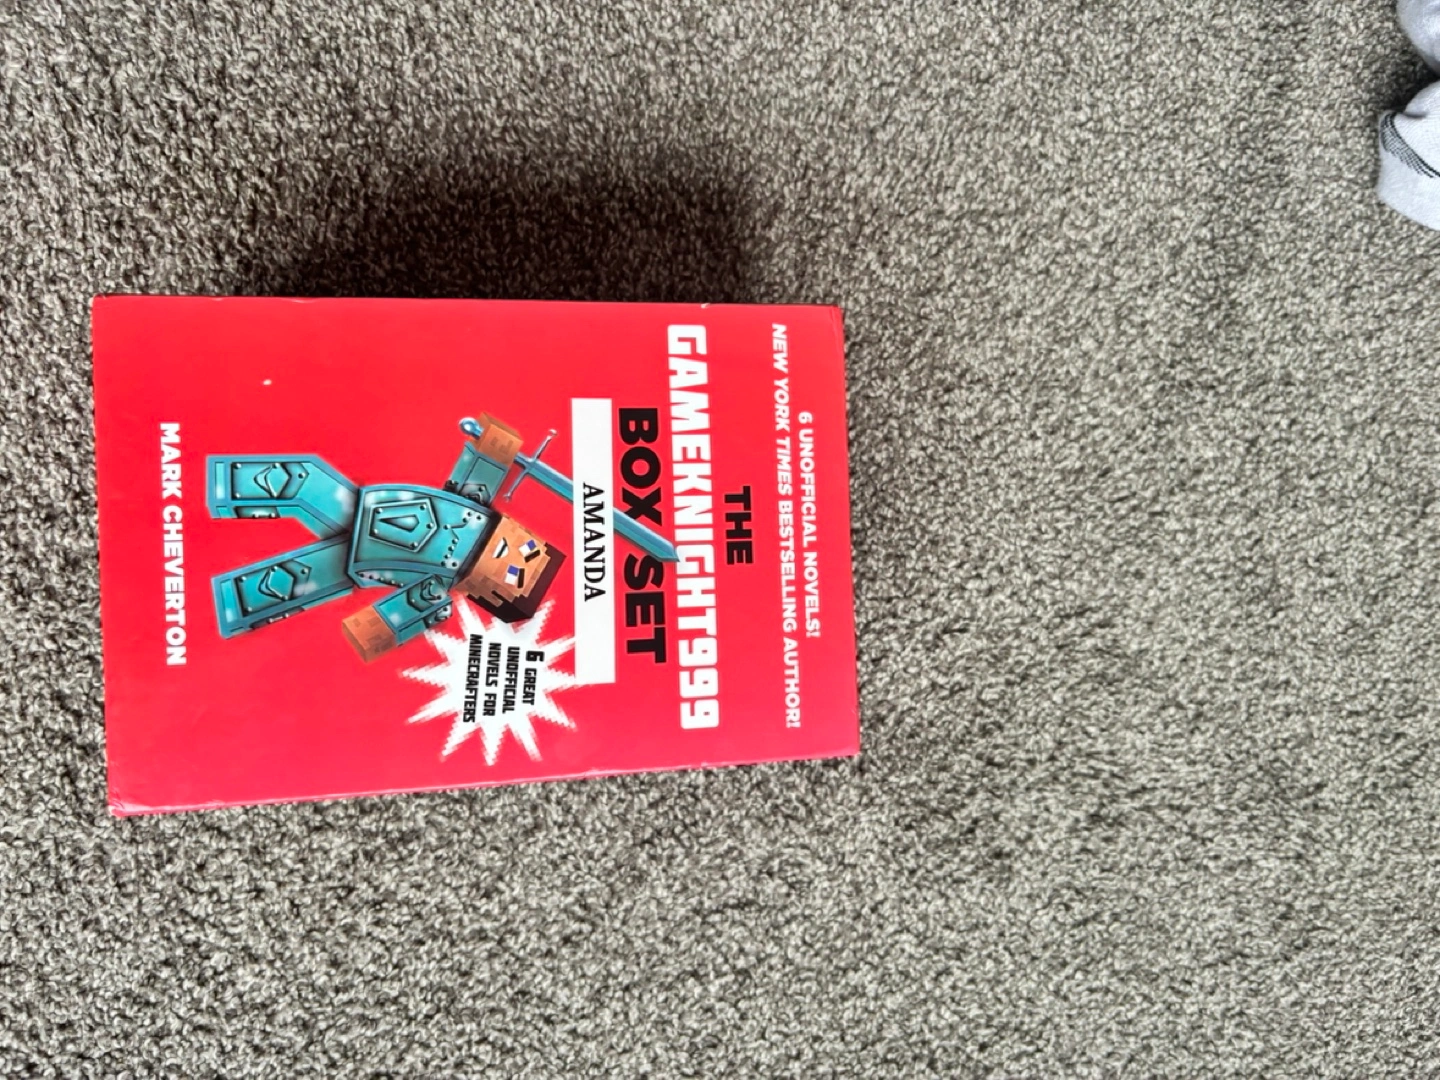 6 UNOFFICIAL NOVELS!
NEW YORK TIMES BESTSELLING AUTHOR!
THE
GAMEKNIGHT999
BOX SET
AMANDA
6 GREAT
UNOFFICIAL
NOVELS FOR
MINECRAFTERS
MARK CHEVERTON